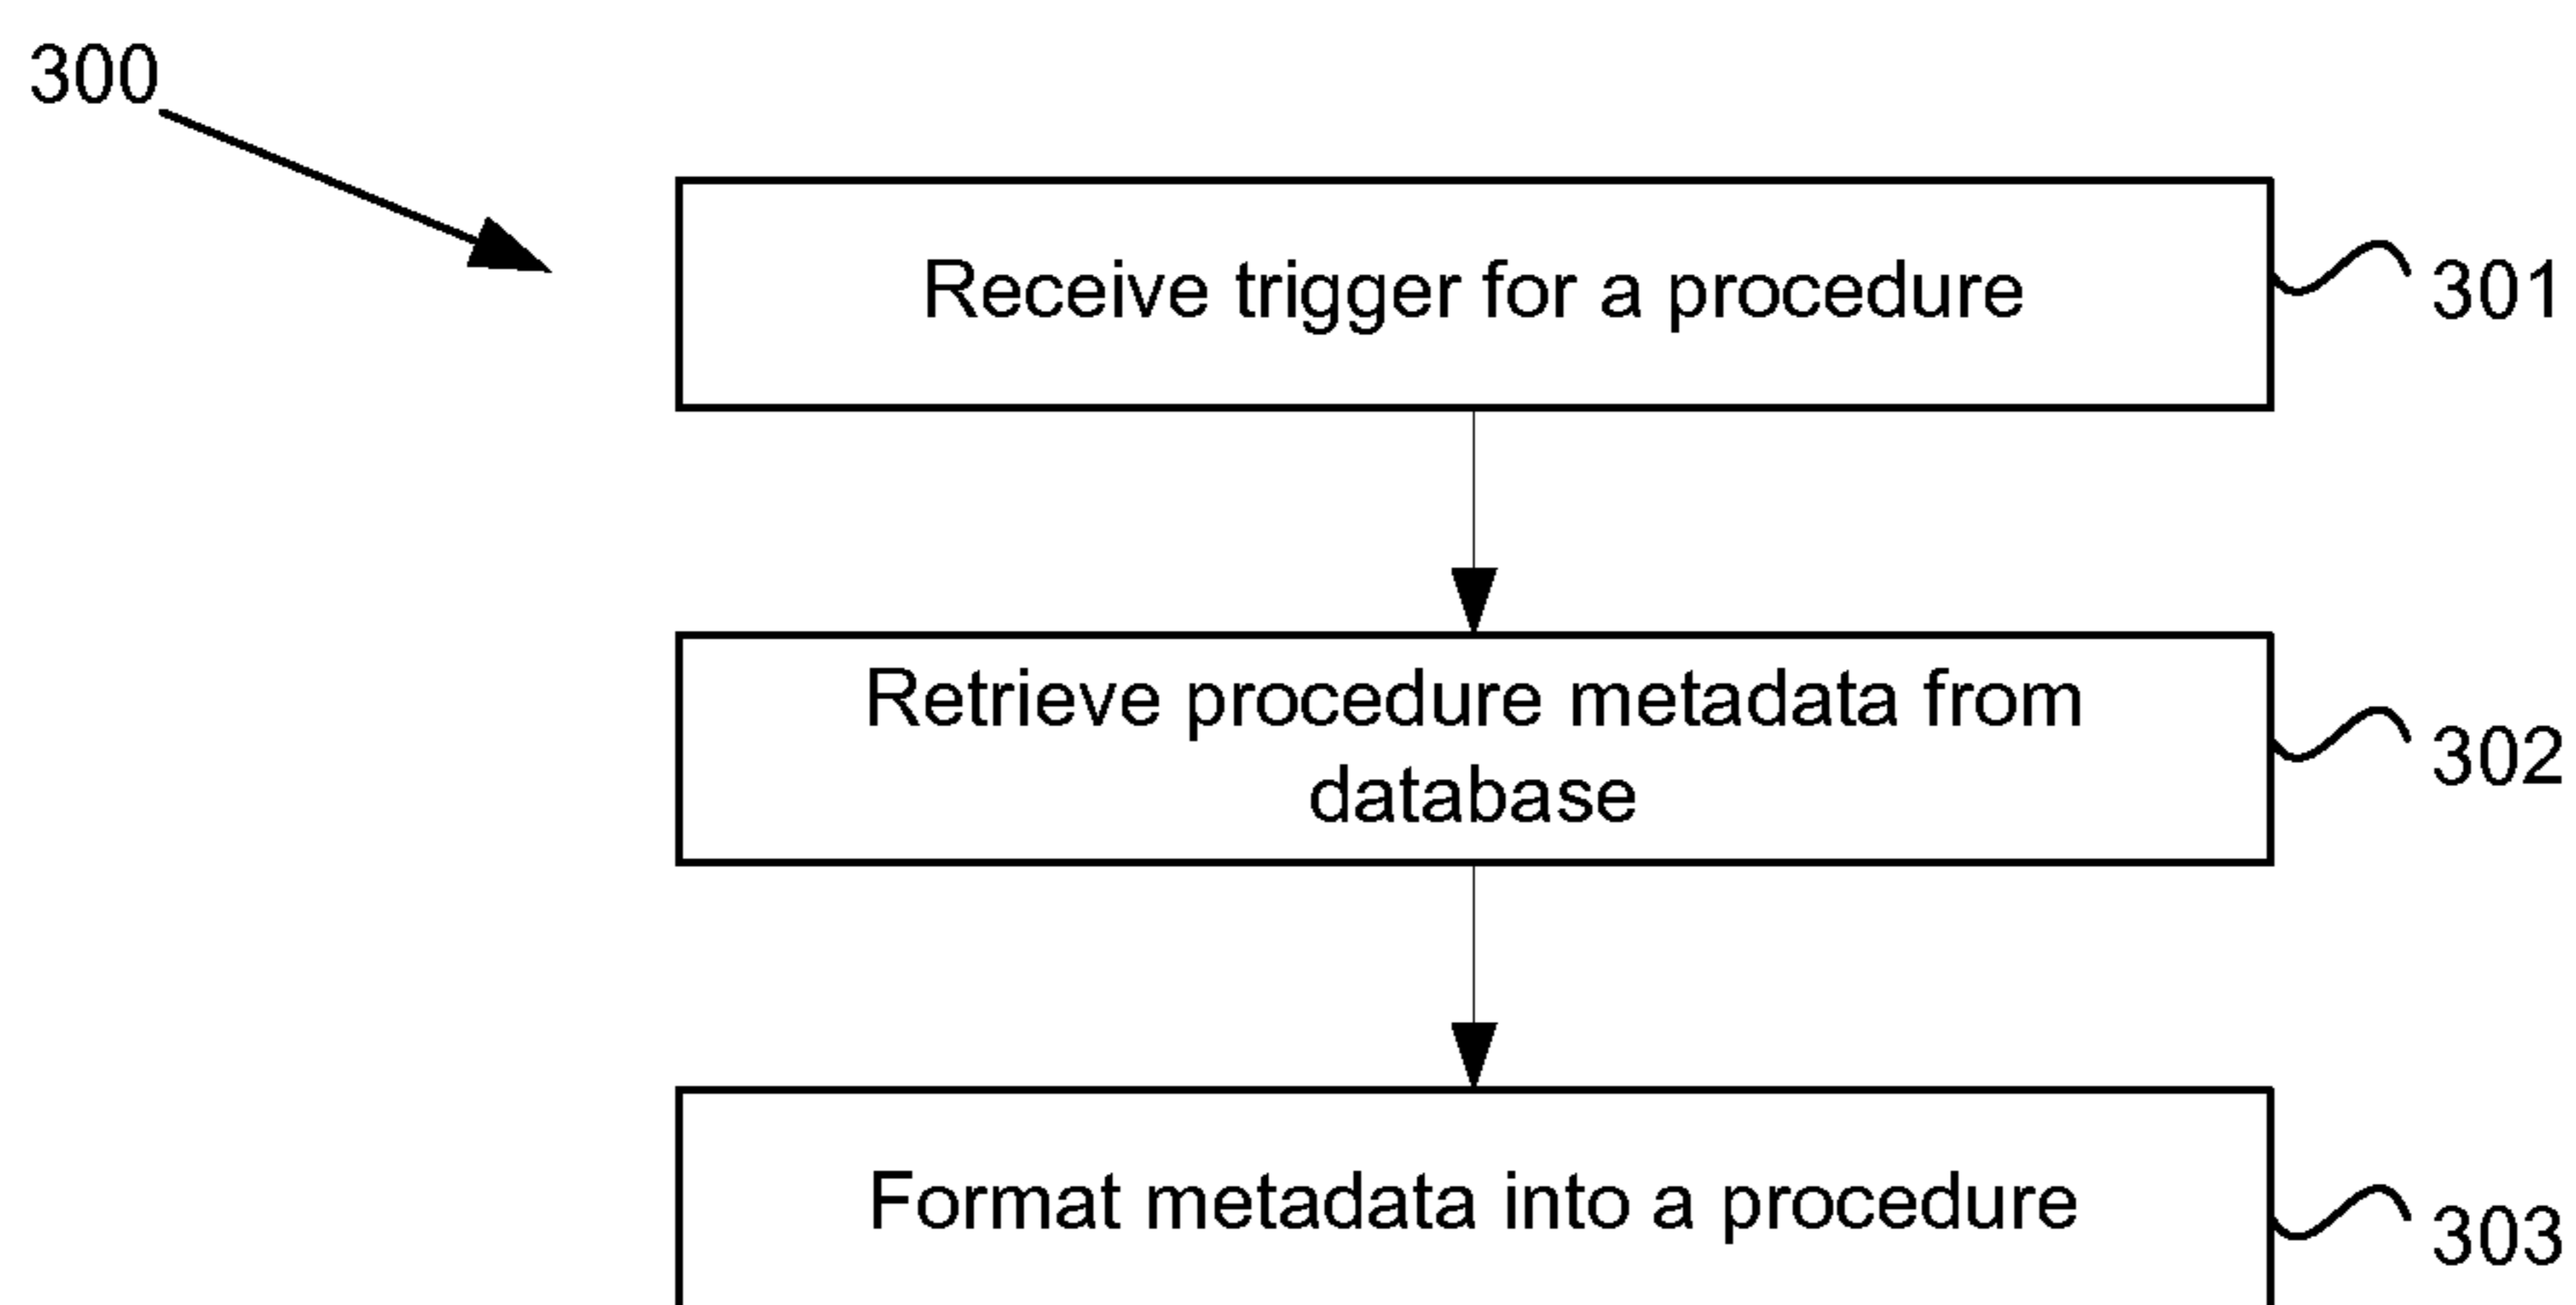 300
Receive trigger for a procedure
301
Retrieve procedure metadata from
database
302
Format metadata into a procedure
303